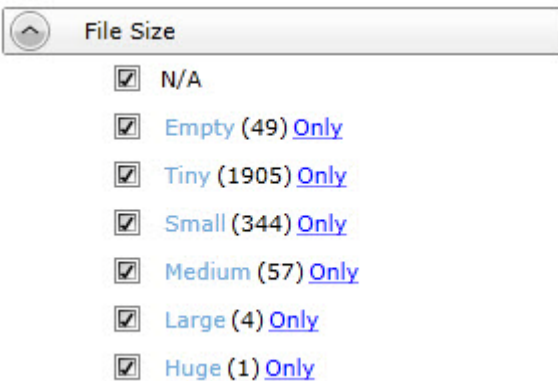 File Size
N/A
Empty (49) Only
Tiny (1905) Only
Small (344) Only
Medium (57) Only
Large (4) Only
Huge (1) Only